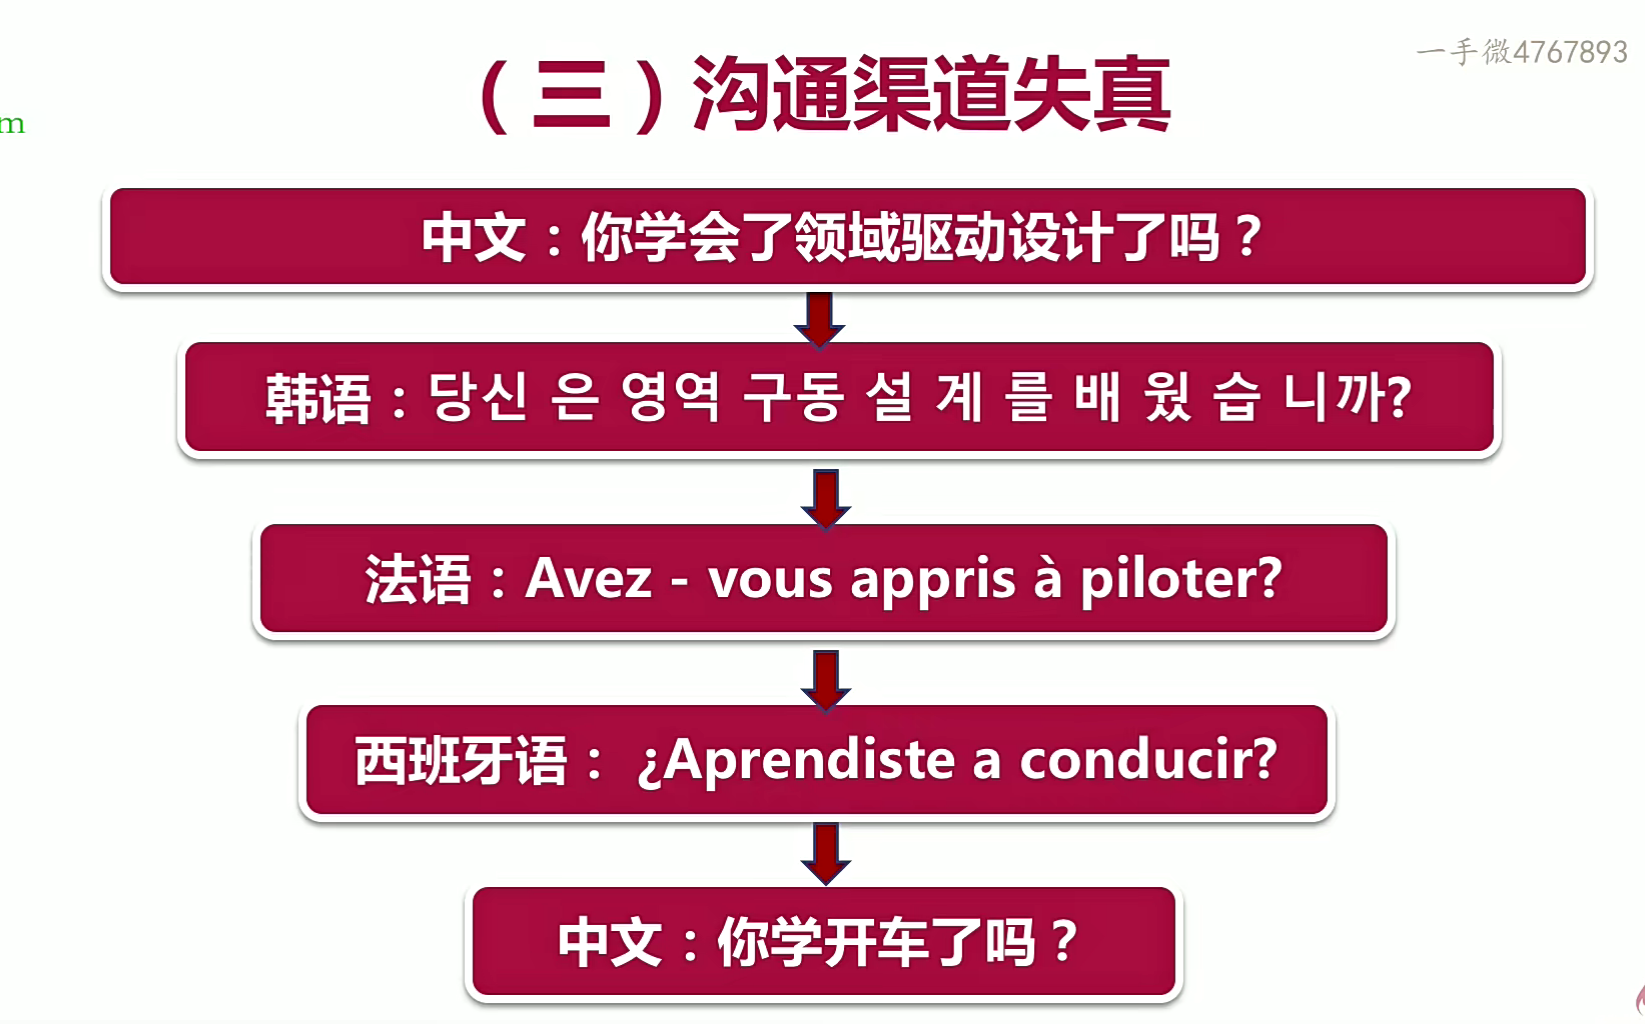 一手微4767893
（三）沟通渠道失真
m
中文：你学会了领域驱动设计了吗？
韩语：당신 은 영역 구동 설 계 를 배 웠 습 니까?
法语：Avez - vous appris à piloter?
西班牙语： ¿Aprendiste a conducir?
中文：你学开车了吗？